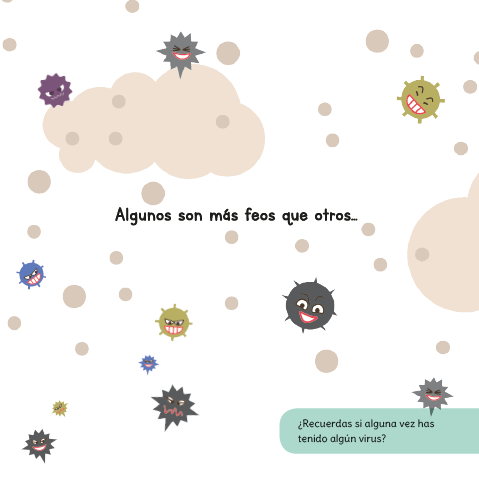 Algunos son más feos que otros...
¿Recuerdas si alguna vez has
tenido algún virus?